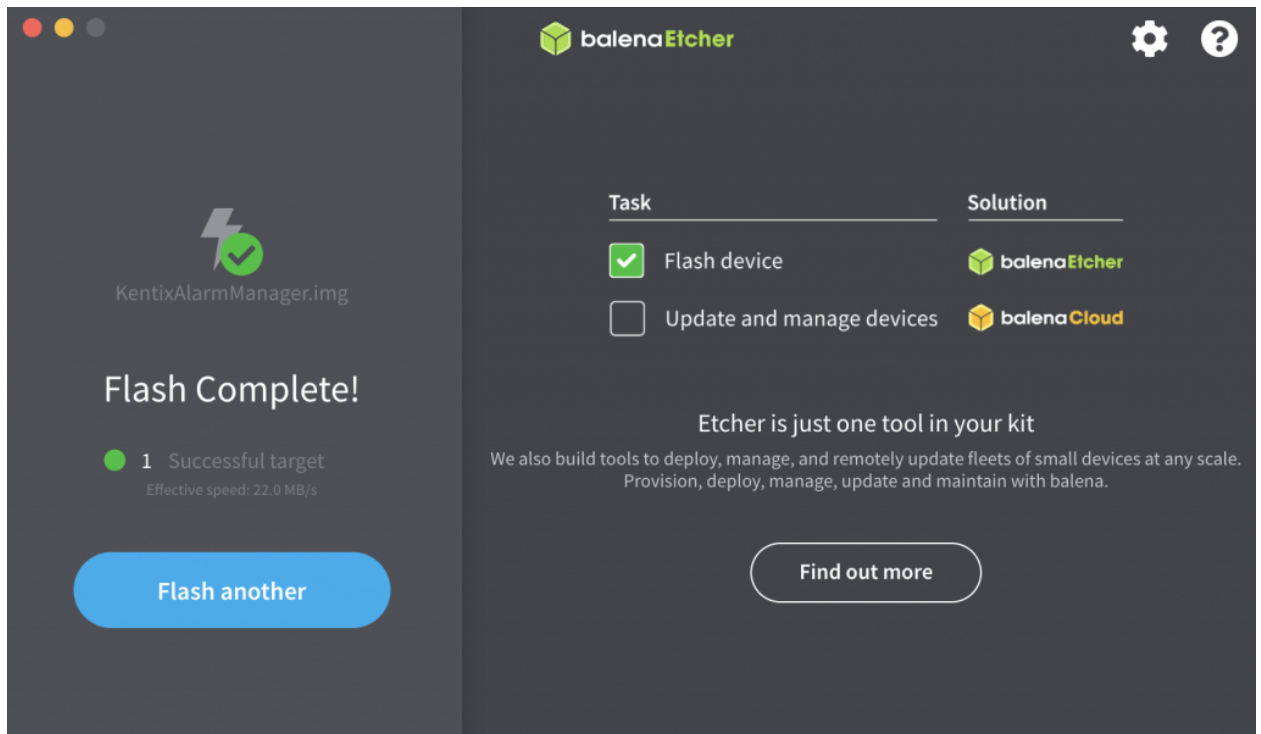 balenaEtcher
KentixAlarmManager.img
Flash Complete!
1 Successful target
Effective speed: 22.0 MB/s
Flash another
Task Solution
Flash device balenaEtcher
Update and manage devices balenaCloud
Etcher is just one tool in your kit
We also build tools to deploy, manage, and remotely update fleets of small devices at any scale.
Provision, deploy, manage, update and maintain with balena.
Find out more